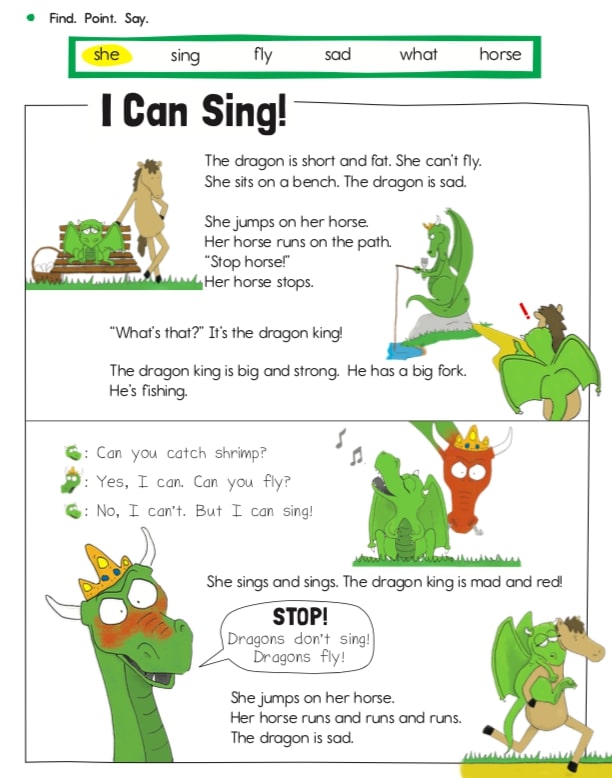 Find. Point. Say.
she sing fly sad what horse
I Can Sing!
The dragon is short and fat. She can't fly.
She sits on a bench. The dragon is sad.
She jumps on her horse.
Her horse runs on the path.
"Stop horse!"
Her horse stops.
"What's that?" It's the dragon king!
The dragon king is big and strong. He has a big fork.
He's fishing.
: Can you catch shrimp?
: Yes, I can. Can you fly?
: No, I can't. But I can sing!
She sings and sings. The dragon king is mad and red!
STOP!
Dragons don't sing!
Dragons fly!
She jumps on her horse.
Her horse runs and runs and runs.
The dragon is sad.